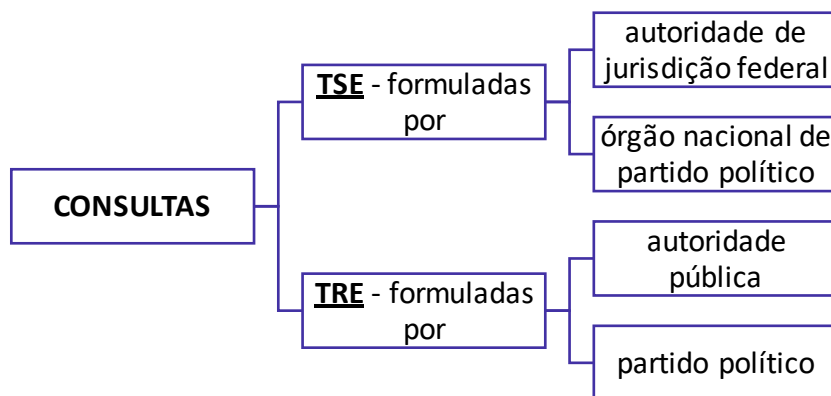 CONSULTAS
TSE - formuladas
por
autoridade de
jurisdição federal
órgão nacional de
partido político
TRE - formuladas
por
autoridade
pública
partido político